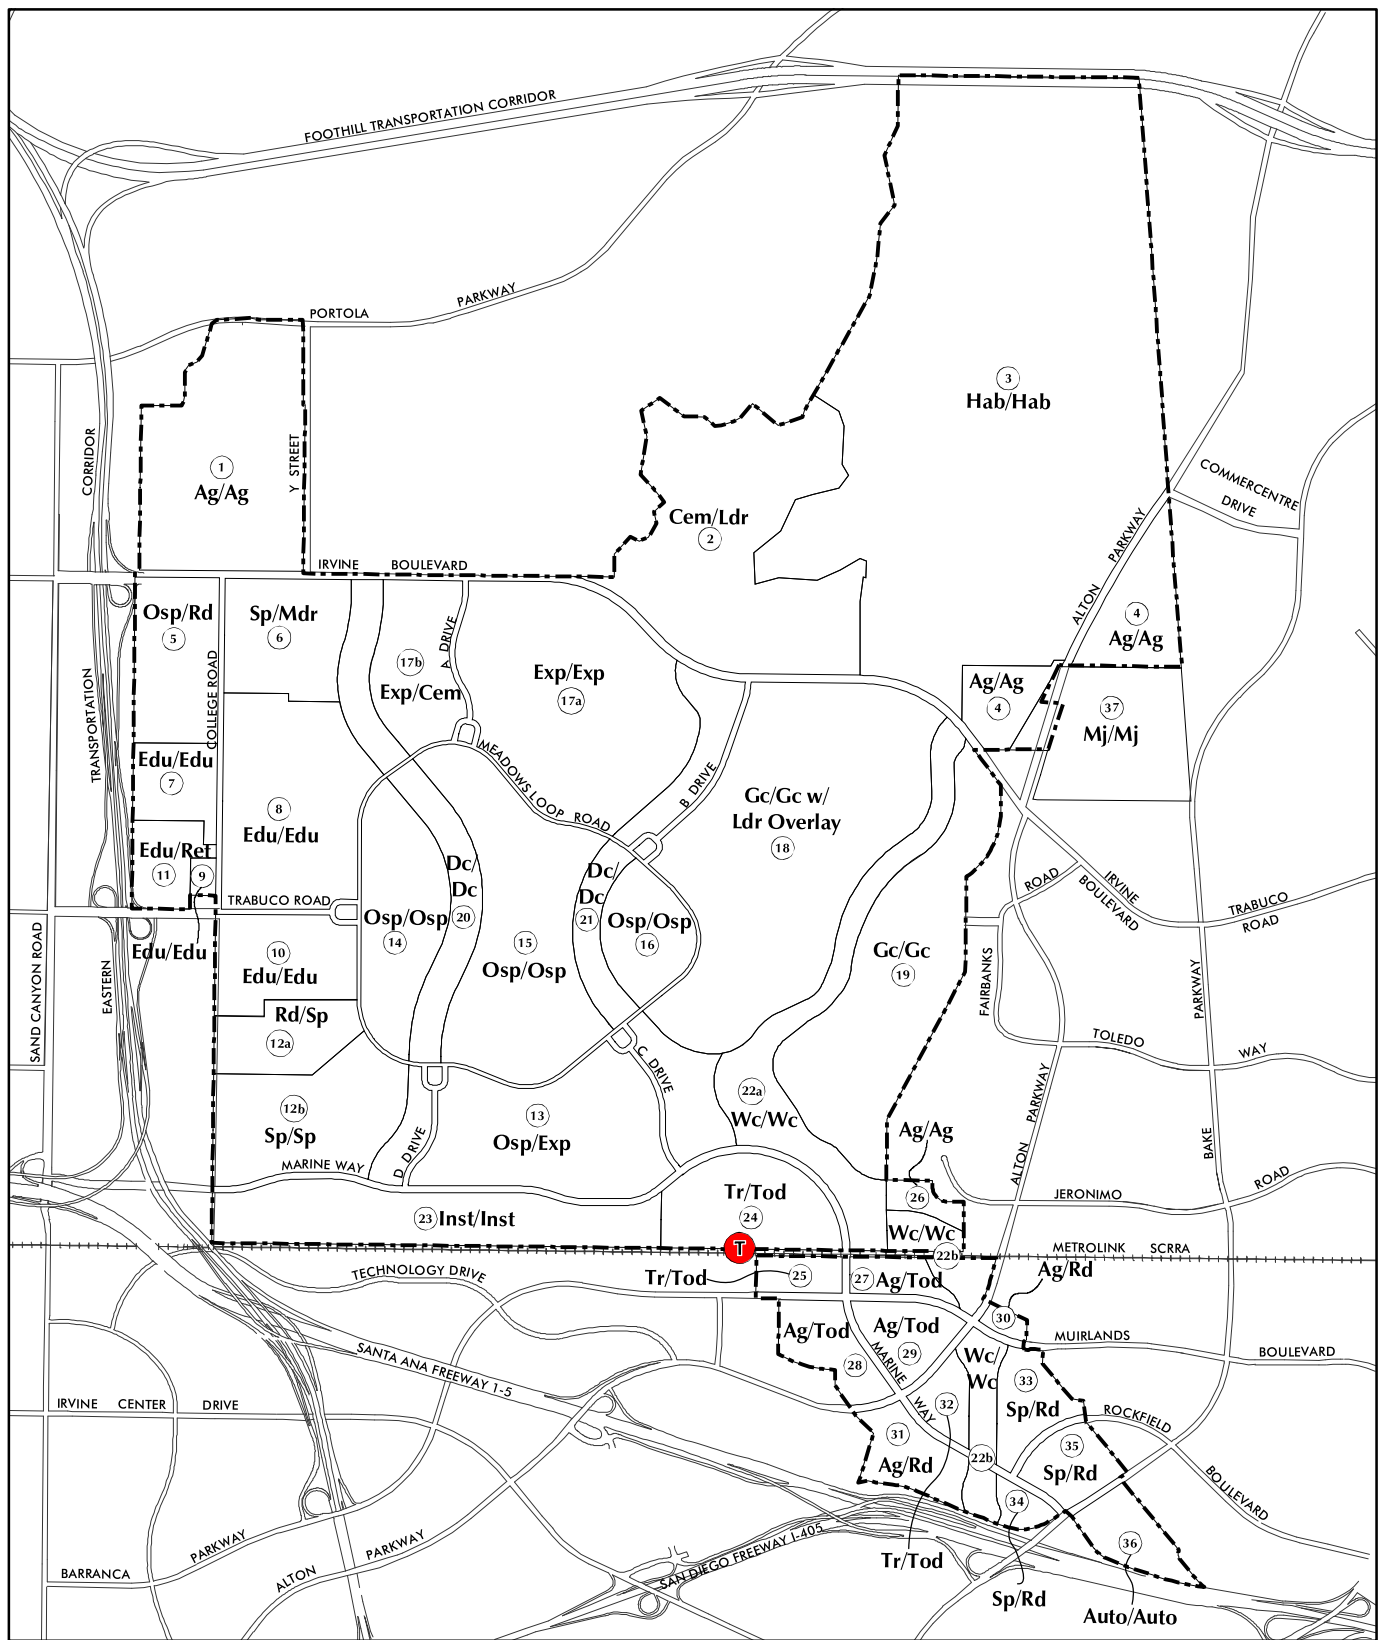 FOOTHILL TRANSPORTATION CORRIDOR
PORTOLA
PARKWAY
CORRIDOR
Y STREET
1
Ag/Ag
3
Hab/Hab
Cem/Ldr
2
COMMERCENTRE
DRIVE
ALTON
PARKWAY
IRVINE
BOULEVARD
Osp/Rd
5
Sp/Mdr
6
A DRIVE
17b
Exp/Cem
Exp/Exp
17a
4
Ag/Ag
Ag/Ag
4
37
Mj/Mj
TRANSPORTATION
COLLEGE ROAD
Edu/Edu
7
MEADOWS LOOP ROAD
B DRIVE
Gc/Gc w/
Ldr Overlay
18
8
Edu/Edu
Edu/Ref
11
9
Dc/
Dc
20
Dc/
Dc
21
ROAD
IRVINE
BOULEVARD
TRABUCO
ROAD
TRABUCO ROAD
Osp/Osp
14
Osp/Osp
16
15
Osp/Osp
Edu/Edu
10
Edu/Edu
Gc/Gc
19
SAND CANYON ROAD
EASTERN
FAIRBANKS
PARKWAY
Rd/Sp
12a
C DRIVE
TOLEDO
WAY
22a
Wc/Wc
12b
Sp/Sp
13
Osp/Exp
D DRIVE
Ag/Ag
26
ALTON
PARKWAY
BAKE
MARINE WAY
JERONIMO
ROAD
Tr/Tod
24
23
Inst/Inst
Wc/Wc
22b
T
METROLINK
SCRRA
TECHNOLOGY DRIVE
Tr/Tod
25
27
Ag/Tod
Ag/Rd
30
Ag/Tod
28
Ag/Tod
29
MUIRLANDS
BOULEVARD
SANTA ANA FREEWAY I-5
MARINE
WAY
Wc/
Wc
33
Sp/Rd
IRVINE
CENTER
DRIVE
32
ROCKFIELD
BOULEVARD
31
Ag/Rd
22b
35
Sp/Rd
34
36
SAN DIEGO FREEWAY I-405
Tr/Tod
Sp/Rd
Auto/Auto
BARRANCA
PARKWAY
ALTON
PARKWAY